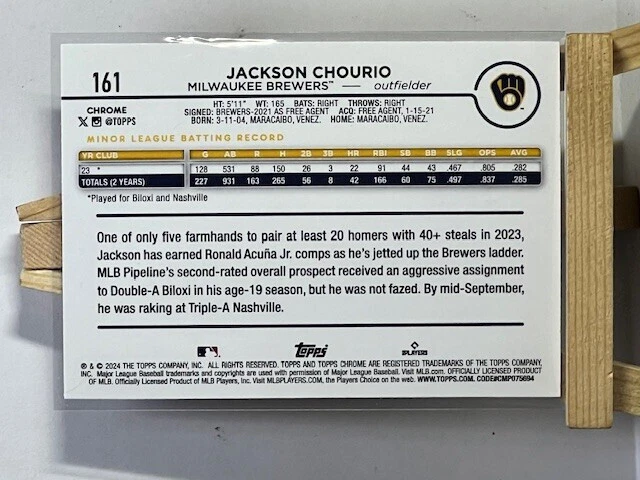 161
JACKSON CHOURIO
MILWAUKEE BREWERS™ — outfielder
CHROME
X @TOPPS
HT: 5'11" WT: 165 BATS: RIGHT THROWS: RIGHT
SIGNED: BREWERS-2021 AS FREE AGENT ACQ: FREE AGENT, 1-15-21
BORN: 3-11-04, MARACAIBO, VENEZ. HOME: MARACAIBO, VENEZ.
MINOR LEAGUE BATTING RECORD
YR CLUB G AB R H 2B 3B HR RBI SB BB SLG OPS AVG
23 * 128 531 88 150 26 3 22 91 44 43 .467 .805 .282
TOTALS (2 YEARS) 227 931 163 265 56 8 42 166 60 75 .497 .837 .285
*Played for Biloxi and Nashville
One of only five farmhands to pair at least 20 homers with 40+ steals in 2023,
Jackson has earned Ronald Acuña Jr. comps as he's jetted up the Brewers ladder.
MLB Pipeline's second-rated overall prospect received an aggressive assignment
to Double-A Biloxi in his age-19 season, but he was not fazed. By mid-September,
he was raking at Triple-A Nashville.
Topps
PLAYERS
® & © 2024 THE TOPPS COMPANY, INC. ALL RIGHTS RESERVED. TOPPS AND TOPPS CHROME ARE REGISTERED TRADEMARKS OF THE TOPPS COMPANY,
INC. Major League Baseball trademarks and copyrights are used with permission of Major League Baseball. Visit MLB.com. OFFICIALLY LICENSED PRODUCT
OF MLB. Officially Licensed Product of MLB Players, Inc. Visit MLBPLAYERS.COM, the Players Choice on the web. WWW.TOPPS.COM. CODE#CMP075694